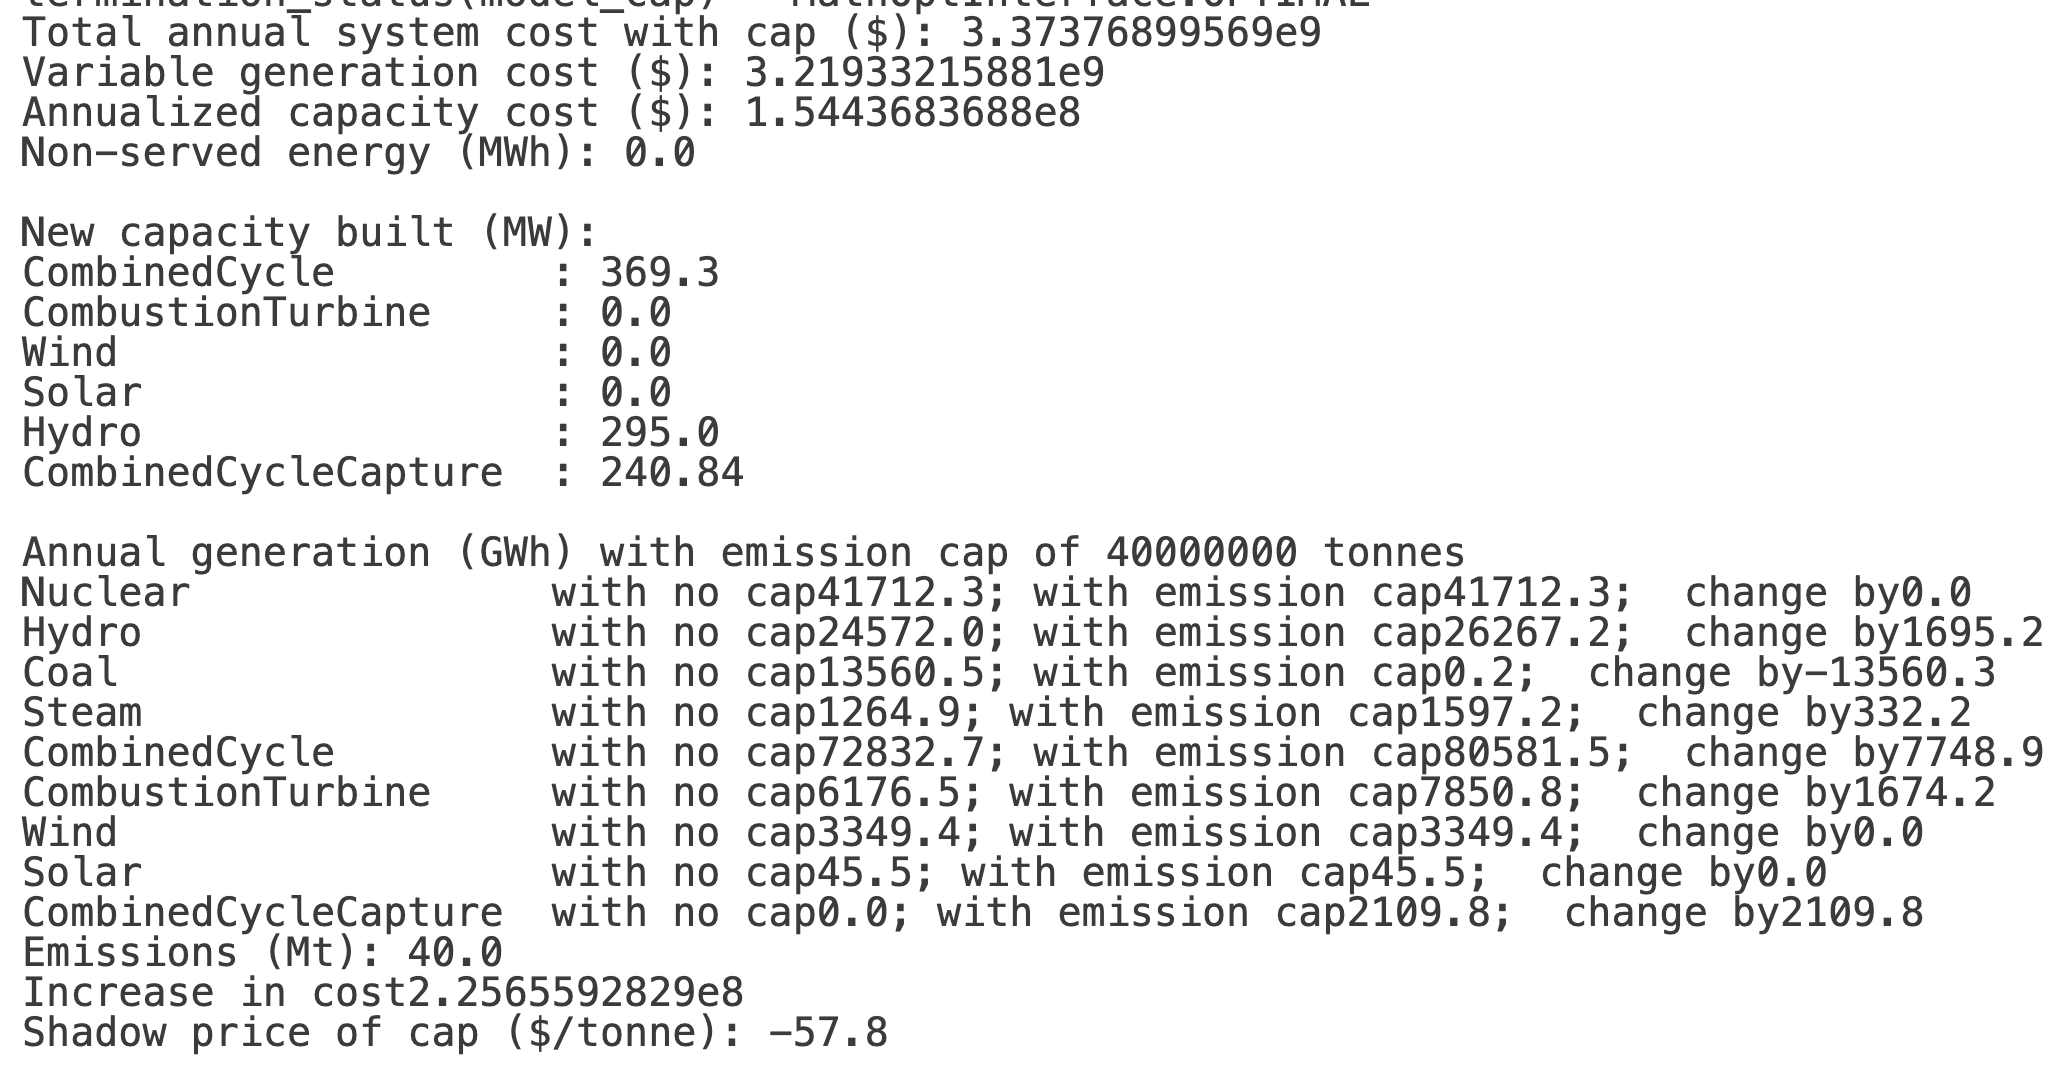 termination_status(model_cap) = MathOptInterface.OPTIMAL
Total annual system cost with cap ($): 3.37376899569e9
Variable generation cost ($): 3.21933215881e9
Annualized capacity cost ($): 1.5443683688e8
Non-served energy (MWh): 0.0
New capacity built (MW):
CombinedCycle : 369.3
CombustionTurbine : 0.0
Wind : 0.0
Solar : 0.0
Hydro : 295.0
CombinedCycleCapture : 240.84
Annual generation (GWh) with emission cap of 40000000 tonnes
Nuclear with no cap41712.3; with emission cap41712.3;  change by0.0
Hydro with no cap24572.0; with emission cap26267.2;  change by1695.2
Coal with no cap13560.5; with emission cap0.2;  change by-13560.3
Steam with no cap1264.9; with emission cap1597.2;  change by332.2
CombinedCycle with no cap72832.7; with emission cap80581.5;  change by7748.9
CombustionTurbine with no cap6176.5; with emission cap7850.8;  change by1674.2
Wind with no cap3349.4; with emission cap3349.4;  change by0.0
Solar with no cap45.5; with emission cap45.5;  change by0.0
CombinedCycleCapture with no cap0.0; with emission cap2109.8;  change by2109.8
Emissions (Mt): 40.0
Increase in cost2.2565592829e8
Shadow price of cap ($/tonne): -57.8